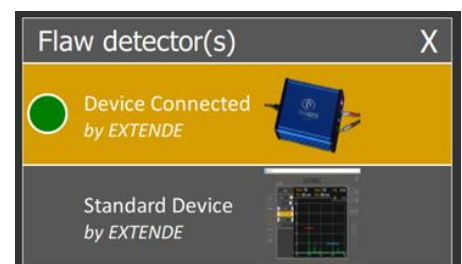 Flaw detector(s) X
Device Connected
by EXTENDE
Standard Device
by EXTENDE